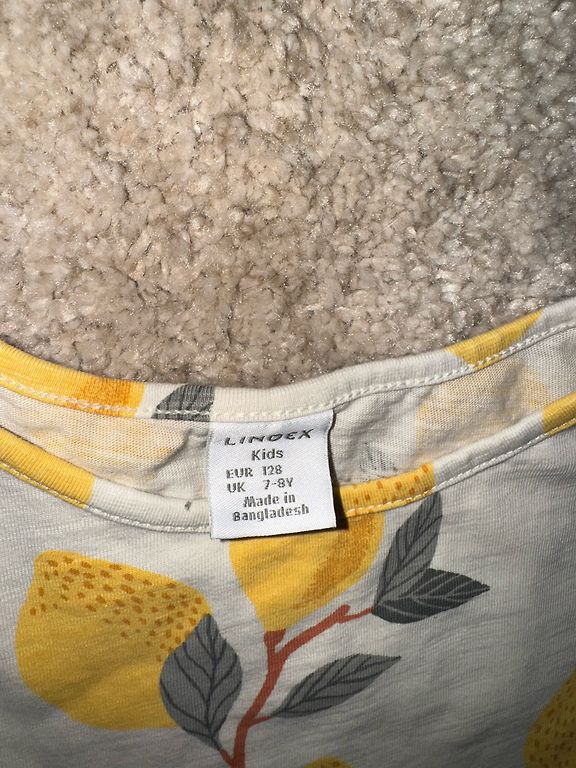 LINDEX
Kids
EUR 128
UK 7-8Y
Made in
Bangladesh